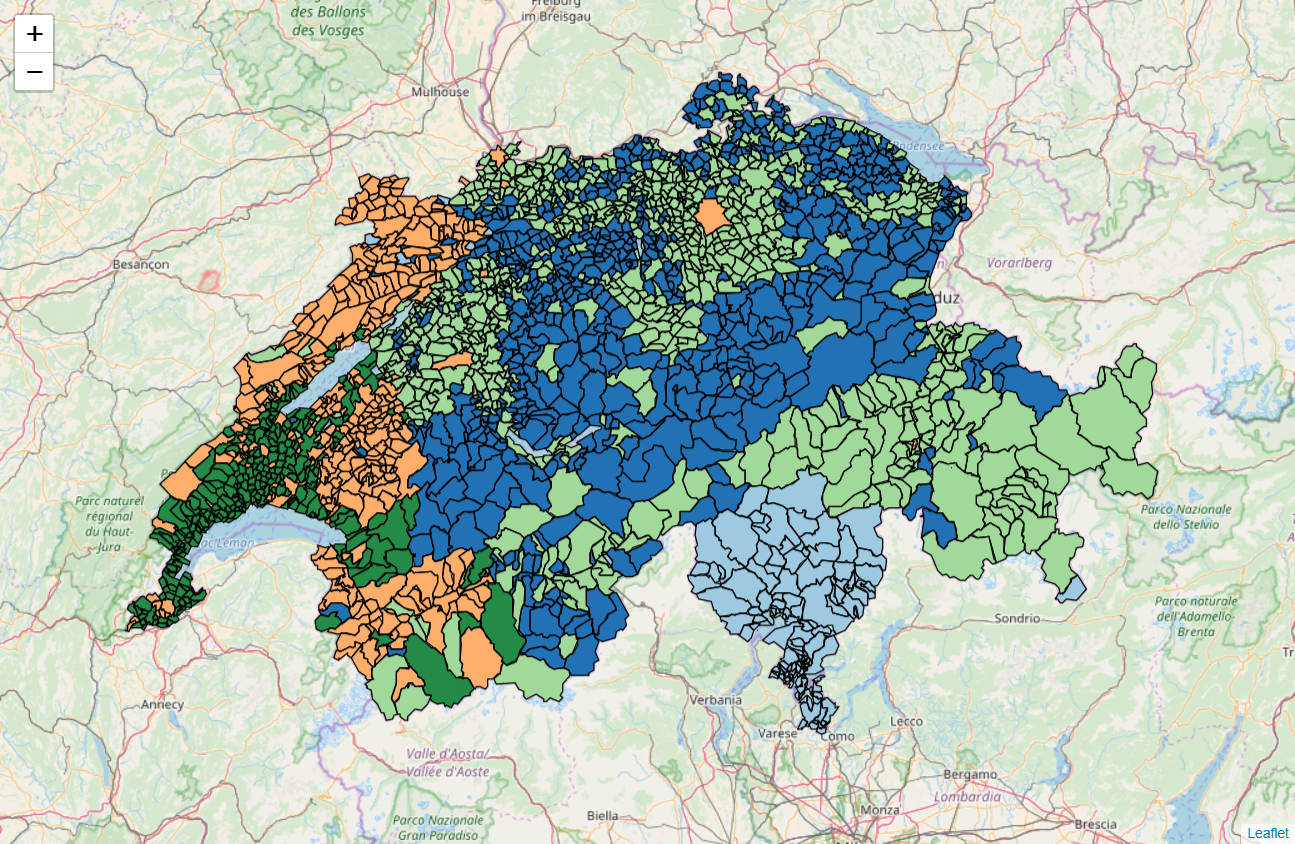 +
−
des Ballons
des Vosges
Freiburg
im Breisgau
Mulhouse
Bodensee
Besançon
Vorarlberg
duz
Parc naturel
régional
du Haut-
Jura
Lac Léman
Parc Nazionale
dello Stelvio
Parco naturale
dell'Adamello-
Brenta
Sondrio
Annecy
Verbania
Varese
Como
Lecco
Valle d'Aosta/
Vallée d'Aoste
Bergamo
Lombardia
Biella
Monza
Brescia
Parco Nazionale
Gran Paradiso
Leaflet